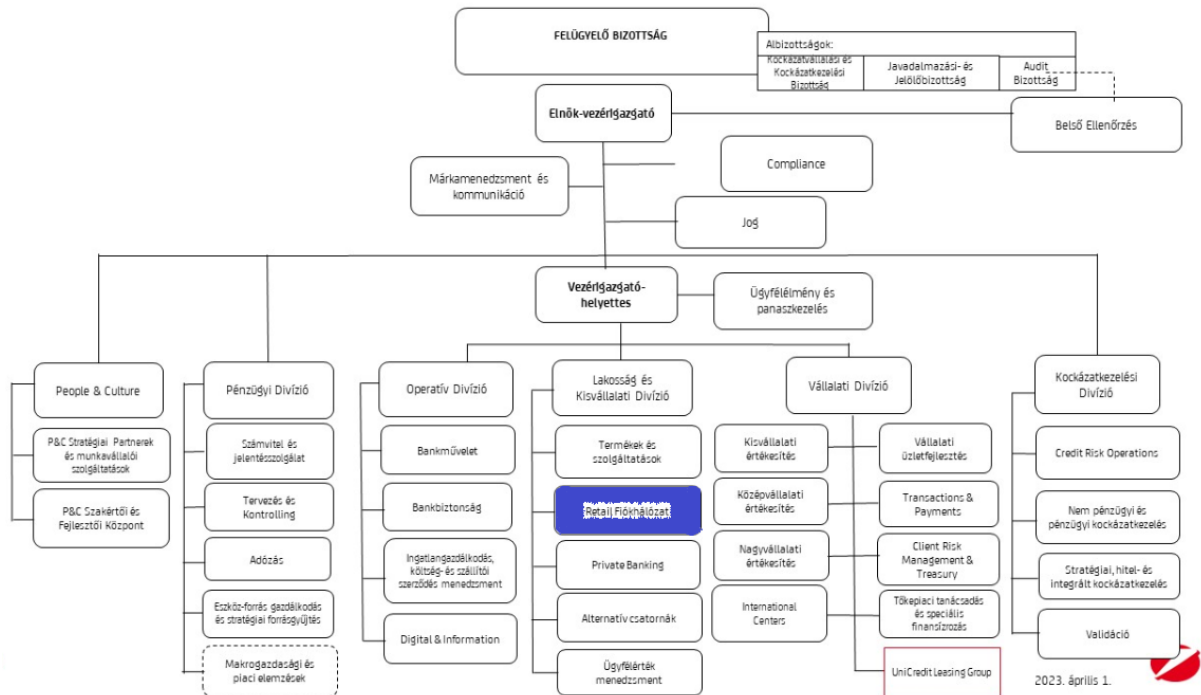 FELÜGYELŐ BIZOTTSÁG
Albizottságok:
Kockázatvállalási és
Kockázatkezelési
Bizottság
Javadalmazási- és
Jelölőbizottság
Audit
Bizottság
Elnök-vezérigazgató
Belső Ellenőrzés
Compliance
Márkamenedzsment és
kommunikáció
Jog
Vezérigazgató-
helyettes
Ügyfélélmény és
panaszkezelés
People & Culture
P&C Stratégiai Partnerek
és munkavállalói
szolgáltatások
P&C Szakértői és
Fejlesztői Központ
Pénzügyi Divízió
Számvitel és
jelentésszolgálat
Tervezés és
Kontrolling
Adózás
Eszköz-forrás gazdálkodás
és stratégiai forrásgyűjtés
Makrogazdasági és
piaci elemzések
Operatív Divízió
Bankművelet
Bankbiztonság
Ingatlangazdálkodás,
költség- és szállítói
szerződés menedzsment
Digital & Information
Lakosság és
Kisvállalati Divízió
Termékek és
szolgáltatások
Retail Fiókhálózat
Private Banking
Alternatív csatornák
Ügyfélérték
menedzsment
Vállalati Divízió
Kisvállalati
értékesítés
Középvállalati
értékesítés
Nagyvállalati
értékesítés
International
Centers
Vállalati
üzletfejlesztés
Transactions &
Payments
Client Risk
Management &
Treasury
Tőkepiaci tanácsadás
és speciális
finanszírozás
UniCredit Leasing Group
Kockázatkezelési
Divízió
Credit Risk Operations
Nem pénzügyi és
pénzügyi kockázatkezelés
Stratégiai, hitel- és
integrált kockázatkezelés
Validáció
2023. április 1.